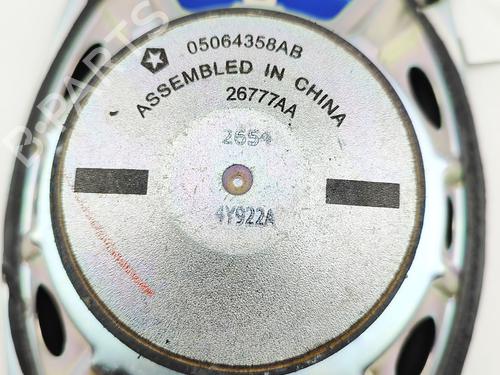 05064358AB
ASSEMBLED IN CHINA
26777AA
2654
4Y922A
B-PARTS